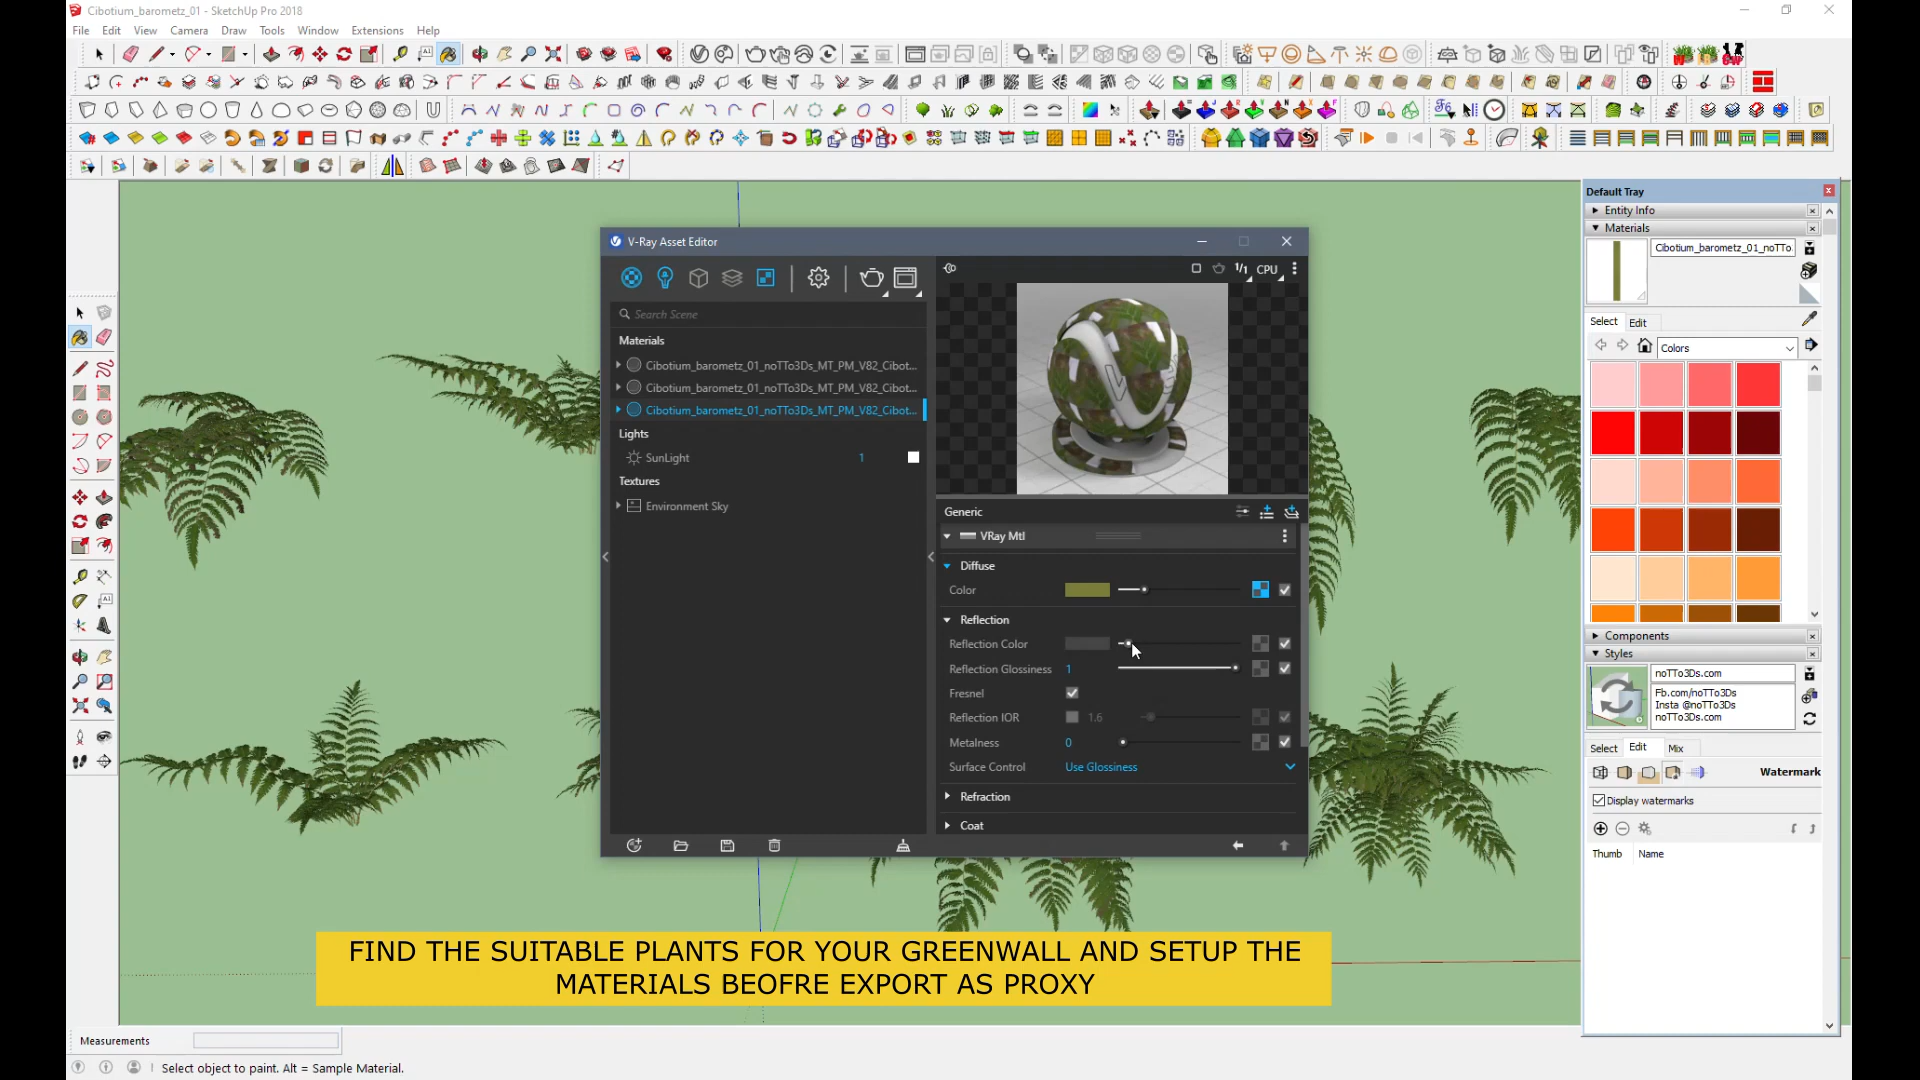 Cibotium_barometz_01 - SketchUp Pro 2018
File Edit View Camera Draw Tools Window Extensions Help
V-Ray Asset Editor
1/1 CPU
Search Scene
Materials
Cibotium_barometz_01_noTTo3Ds_MT_PM_V82_Cibot...
Cibotium_barometz_01_noTTo3Ds_MT_PM_V82_Cibot...
Cibotium_barometz_01_noTTo3Ds_MT_PM_V82_Cibot...
Lights
SunLight 1
Textures
Environment Sky
Generic
VRay Mtl
Diffuse
Color
Reflection
Reflection Color
Reflection Glossiness 1
Fresnel
Reflection IOR 1.6
Metalness 0
Surface Control Use Glossiness
Refraction
Coat
Default Tray
Entity Info
Materials
Cibotium_barometz_01_noTTo
Select Edit
Colors
Components
Styles
noTTo3Ds.com
Fb.com/noTTo3Ds
Insta @noTTo3Ds
noTTo3Ds.com
Select Edit Mix
Watermark
Display watermarks
Thumb Name
FIND THE SUITABLE PLANTS FOR YOUR GREENWALL AND SETUP THE
MATERIALS BEOFRE EXPORT AS PROXY
Measurements
Select object to paint. Alt = Sample Material.